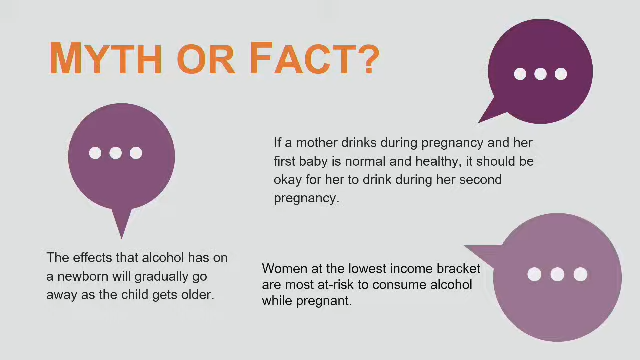 MYTH OR FACT?
If a mother drinks during pregnancy and her
first baby is normal and healthy, it should be
okay for her to drink during her second
pregnancy.
The effects that alcohol has on
a newborn will gradually go
away as the child gets older.
Women at the lowest income bracket
are most at-risk to consume alcohol
while pregnant.